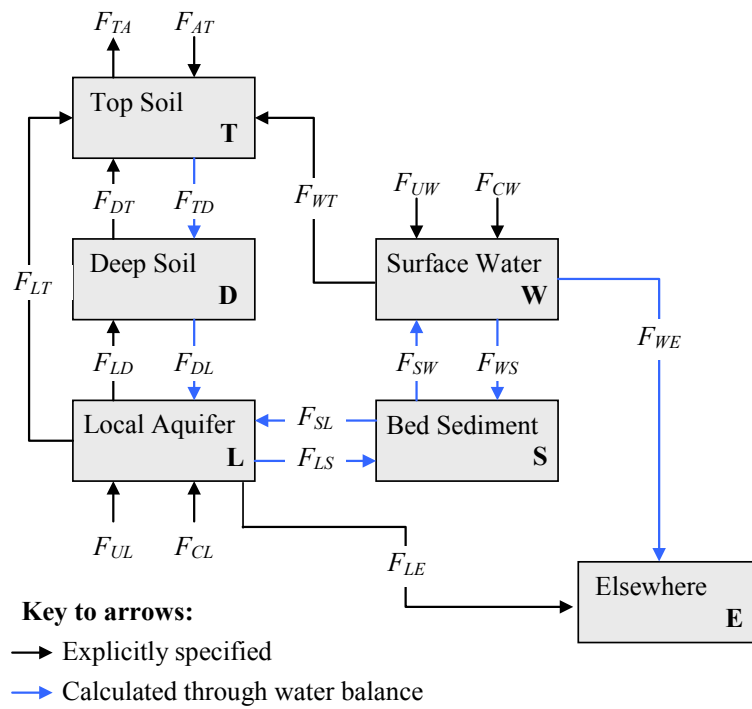 F_TA
F_AT
Top Soil
T
F_DT
F_TD
F_WT
F_UW
F_CW
F_LT
Deep Soil
D
Surface Water
W
F_WE
F_LD
F_DL
F_SW
F_WS
Local Aquifer
L
F_SL
F_LS
Bed Sediment
S
F_UL
F_CL
F_LE
Elsewhere
E
Key to arrows:
Explicitly specified
Calculated through water balance